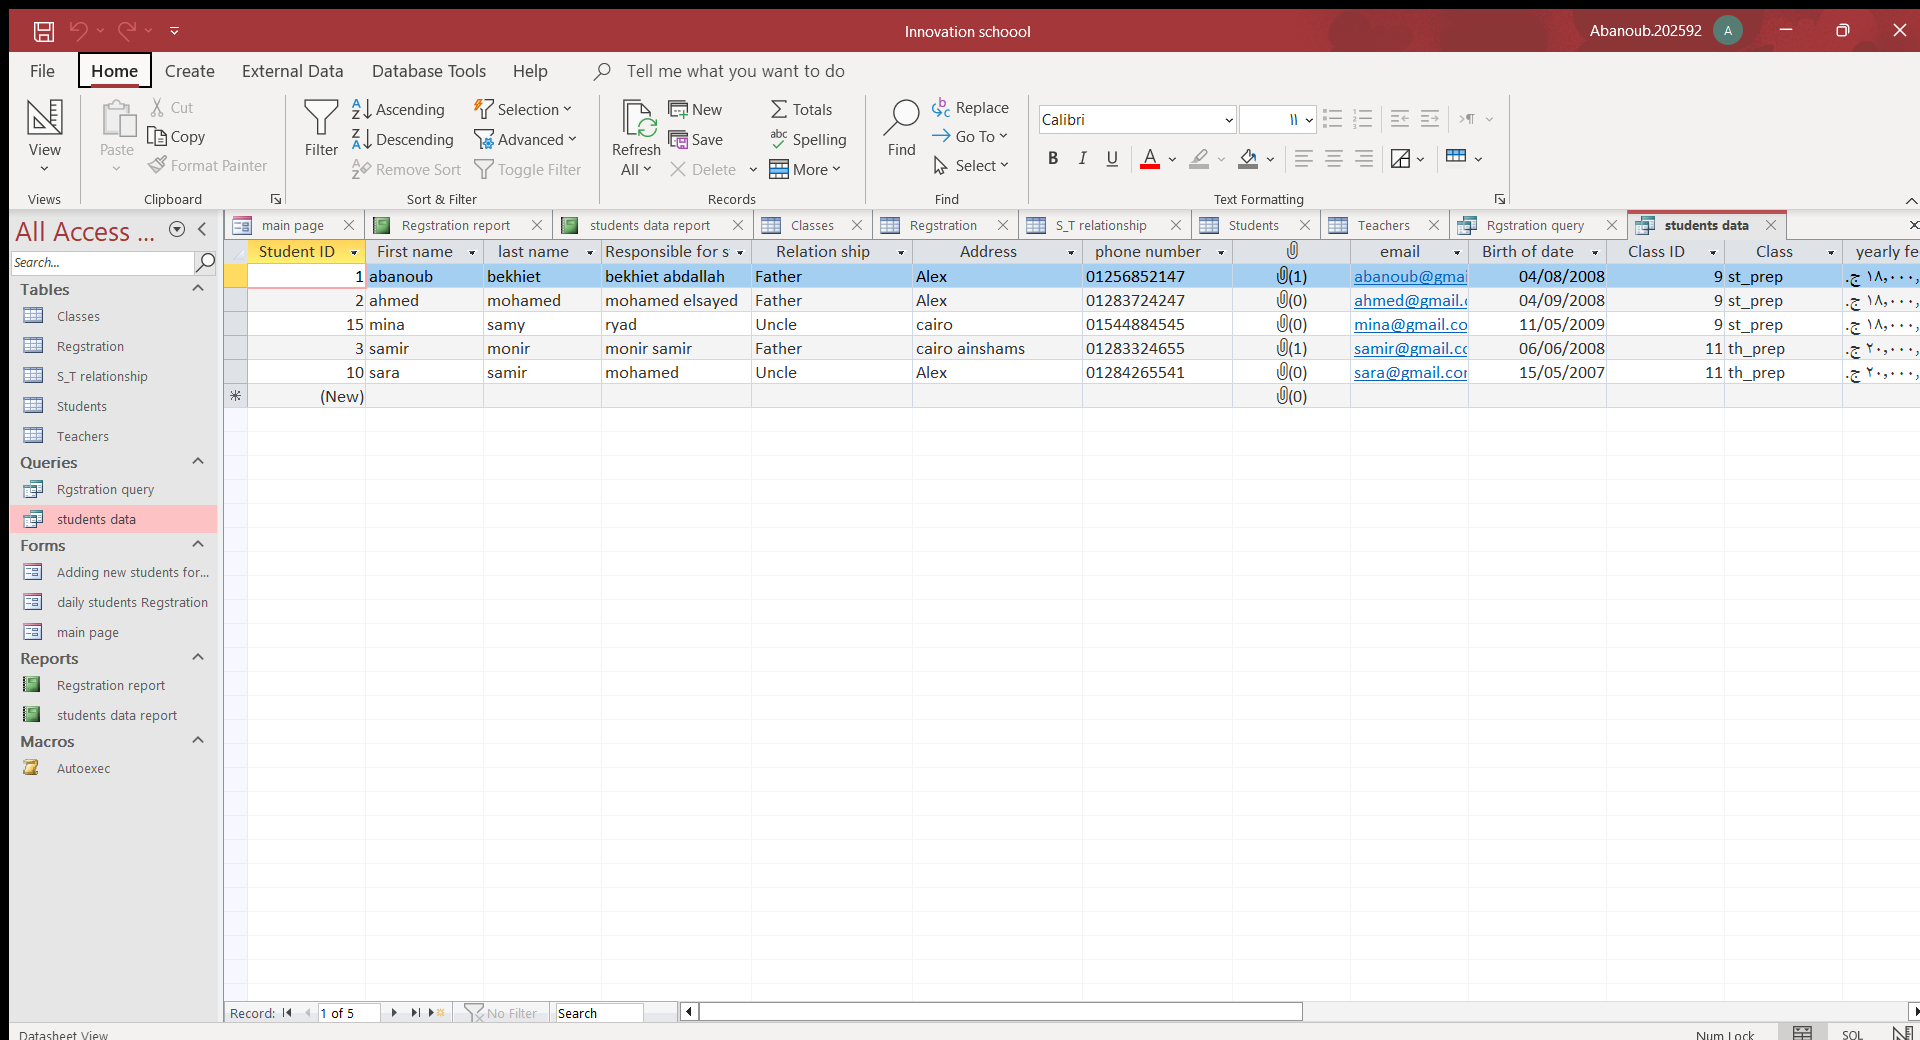 Innovation schoool
Abanoub.202592
A
File Home Create External Data Database Tools Help Tell me what you want to do
View
Views
Paste
Cut
Copy
Format Painter
Clipboard
Filter
Ascending
Descending
Remove Sort
Selection
Advanced
Toggle Filter
Sort & Filter
Refresh All
New
Save
Delete
Totals
Spelling
More
Records
Find
Replace
Go To
Select
Find
Calibri ١١
B I U A
Text Formatting
All Access ...
Search...
Tables
Classes
Regstration
S_T relationship
Students
Teachers
Queries
Rgstration query
students data
Forms
Adding new students for...
daily students Regstration
main page
Reports
Regstration report
students data report
Macros
Autoexec
main page Regstration report students data report Classes Regstration S_T relationship Students Teachers Rgstration query students data
Student ID First name last name Responsible for s Relation ship Address phone number email Birth of date Class ID Class yearly fe
1 abanoub bekhiet bekhiet abdallah Father Alex 01256852147 (1) abanoub@gmai 04/08/2008 9 st_prep ج. ١٨,٠٠٠,
2 ahmed mohamed mohamed elsayed Father Alex 01283724247 (0) ahmed@gmail. 04/09/2008 9 st_prep ج. ١٨,٠٠٠,
15 mina samy ryad Uncle cairo 01544884545 (0) mina@gmail.co 11/05/2009 9 st_prep ج. ١٨,٠٠٠,
3 samir monir monir samir Father cairo ainshams 01283324655 (1) samir@gmail.co 06/06/2008 11 th_prep ج. ٢٠,٠٠٠,
10 sara samir mohamed Uncle Alex 01284265541 (0) sara@gmail.cor 15/05/2007 11 th_prep ج. ٢٠,٠٠٠,
(New) (0)
Record: 1 of 5 No Filter Search
Datasheet View
Num Lock
SQL